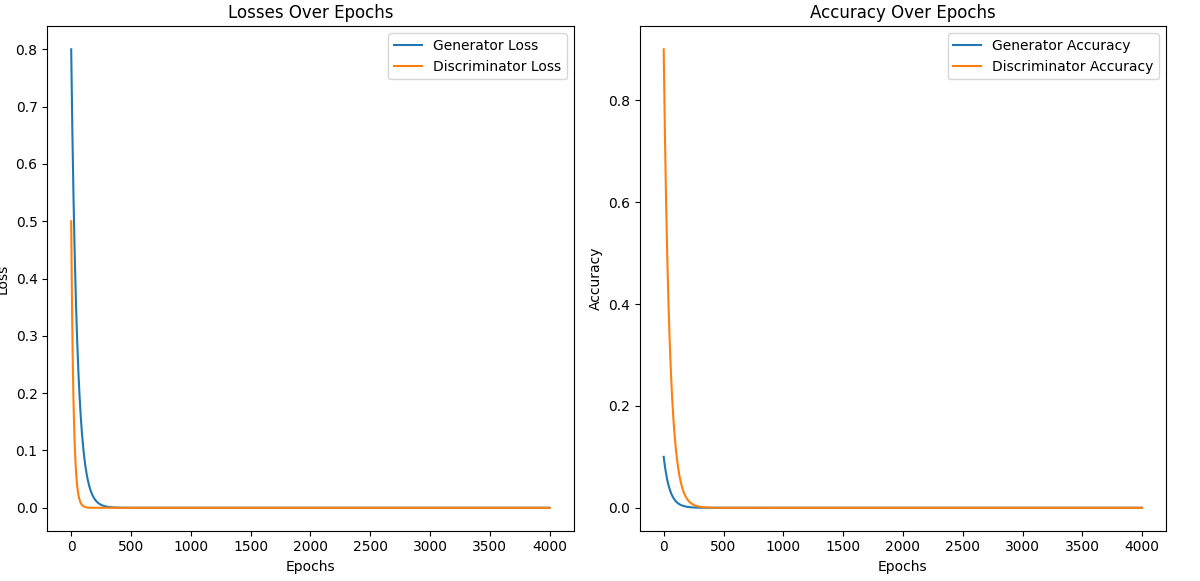 Losses Over Epochs
Generator Loss
Discriminator Loss
0.8
0.7
0.6
0.5
0.4
0.3
0.2
0.1
0.0
Loss
0 500 1000 1500 2000 2500 3000 3500 4000
Epochs
Accuracy Over Epochs
Generator Accuracy
Discriminator Accuracy
0.8
0.6
0.4
0.2
0.0
Accuracy
0 500 1000 1500 2000 2500 3000 3500 4000
Epochs